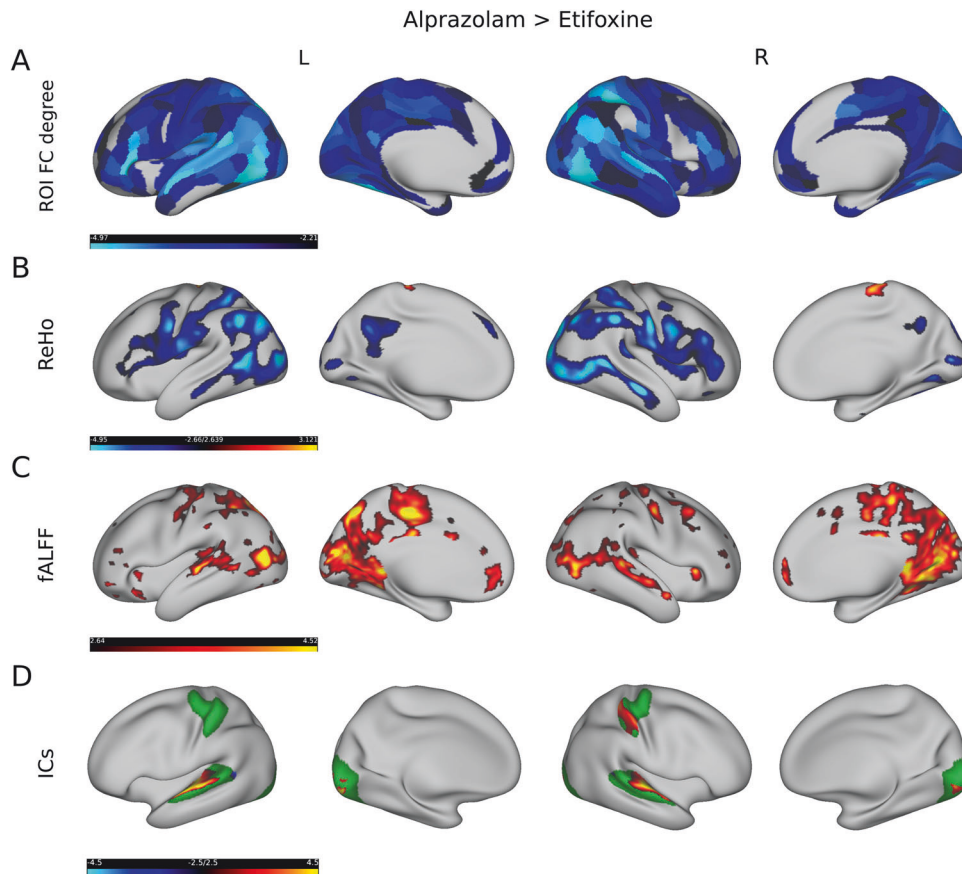 Alprazolam > Etifoxine
A
L
R
ROI FC degree
-4.97 -2.21
B
ReHo
-4.95 -2.66/2.639 3.121
C
fALFF
2.64 4.52
D
ICs
-4.5 -2.5/2.5 4.5